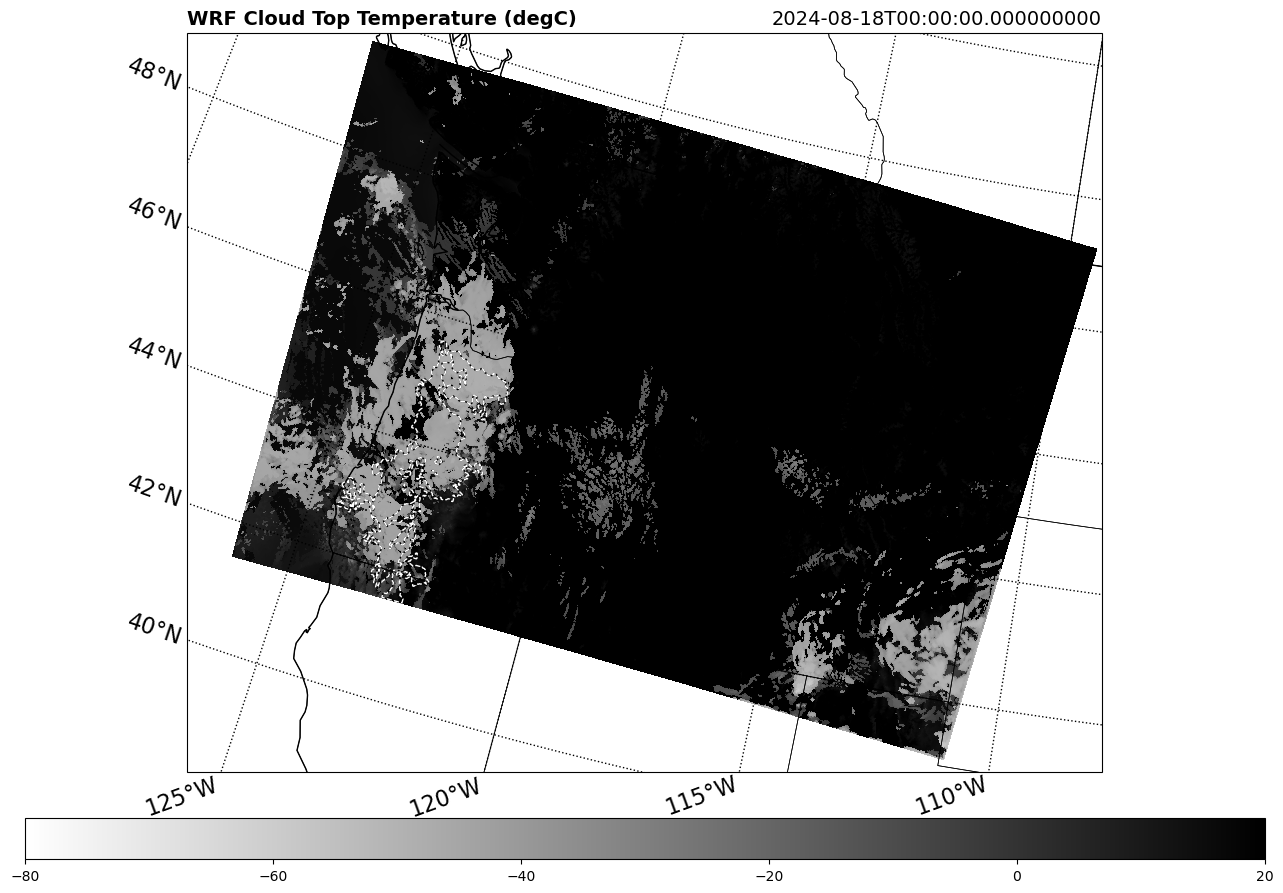 WRF Cloud Top Temperature (degC)
2024-08-18T00:00:00.000000000
48°N
46°N
44°N
42°N
40°N
125°W
120°W
115°W
110°W
−80
−60
−40
−20
0
20